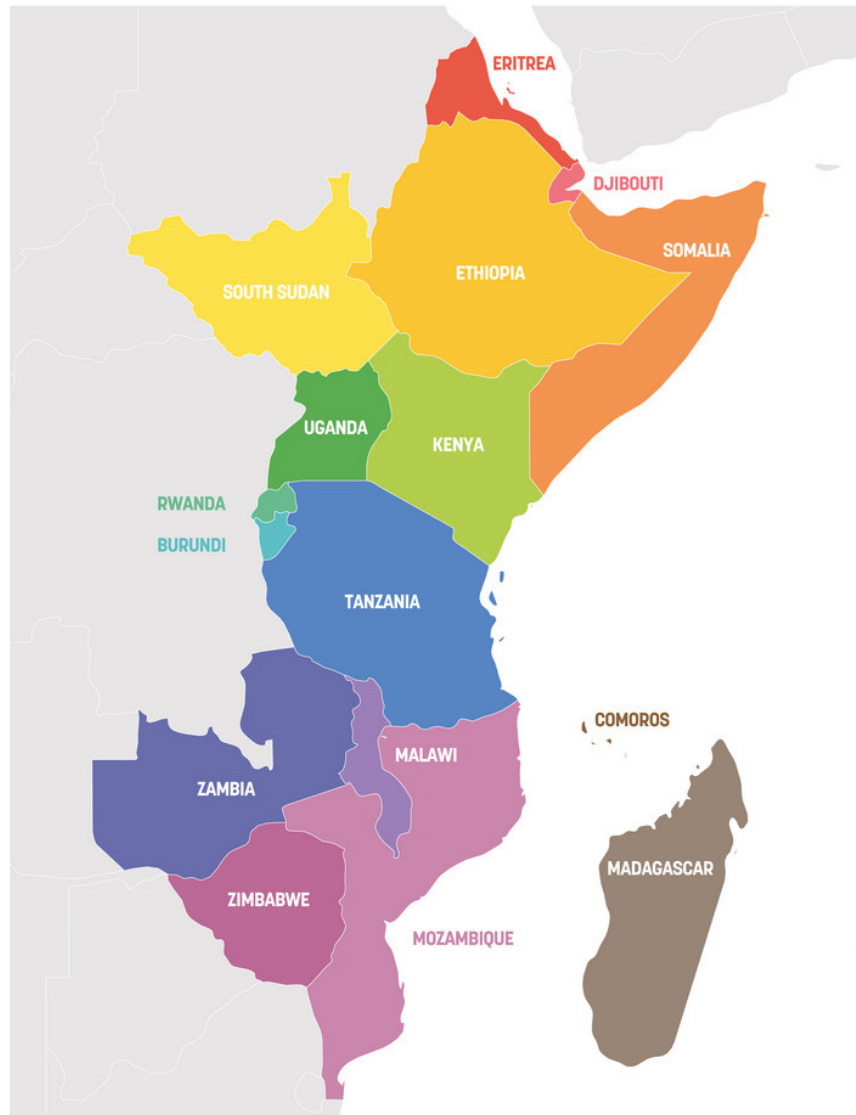 ERITREA
DJIBOUTI
SOMALIA
ETHIOPIA
SOUTH SUDAN
UGANDA
KENYA
RWANDA
BURUNDI
TANZANIA
COMOROS
MALAWI
ZAMBIA
MADAGASCAR
ZIMBABWE
MOZAMBIQUE